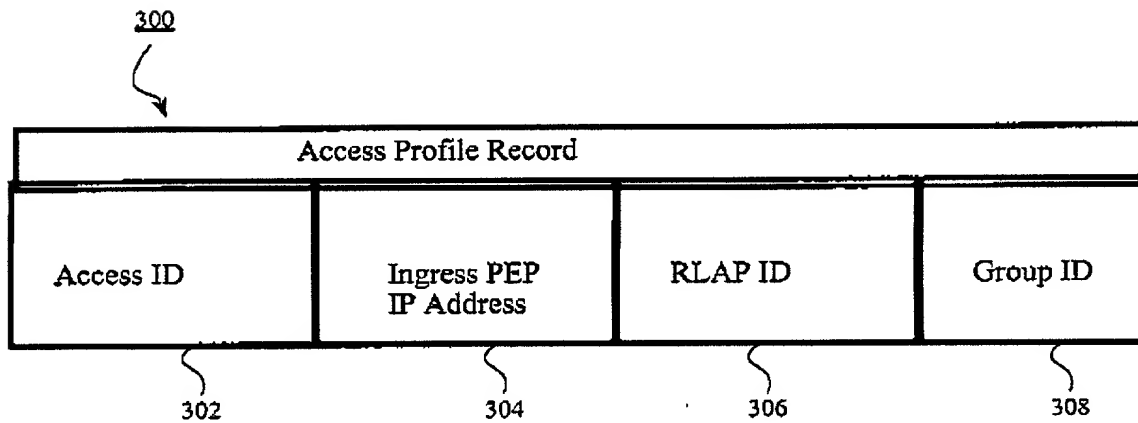 300
Access Profile Record
Access ID
Ingress PEP
IP Address
RLAP ID
Group ID
302
304
306
308